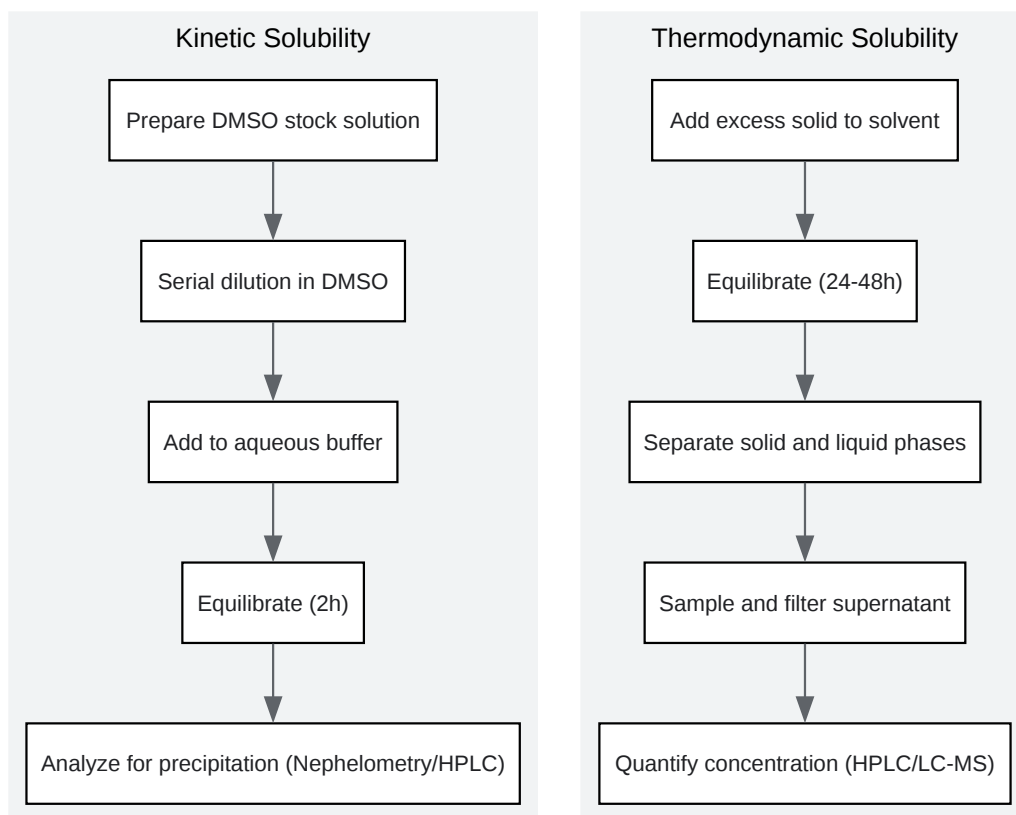 Kinetic Solubility
Prepare DMSO stock solution
Serial dilution in DMSO
Add to aqueous buffer
Equilibrate (2h)
Analyze for precipitation (Nephelometry/HPLC)
Thermodynamic Solubility
Add excess solid to solvent
Equilibrate (24-48h)
Separate solid and liquid phases
Sample and filter supernatant
Quantify concentration (HPLC/LC-MS)